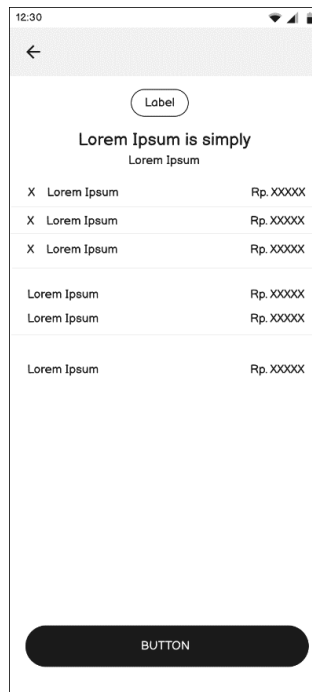 12:30
Label
Lorem Ipsum is simply
Lorem Ipsum
X Lorem Ipsum Rp. XXXXX
X Lorem Ipsum Rp. XXXXX
X Lorem Ipsum Rp. XXXXX
Lorem Ipsum Rp. XXXXX
Lorem Ipsum Rp. XXXXX
Lorem Ipsum Rp. XXXXX
BUTTON